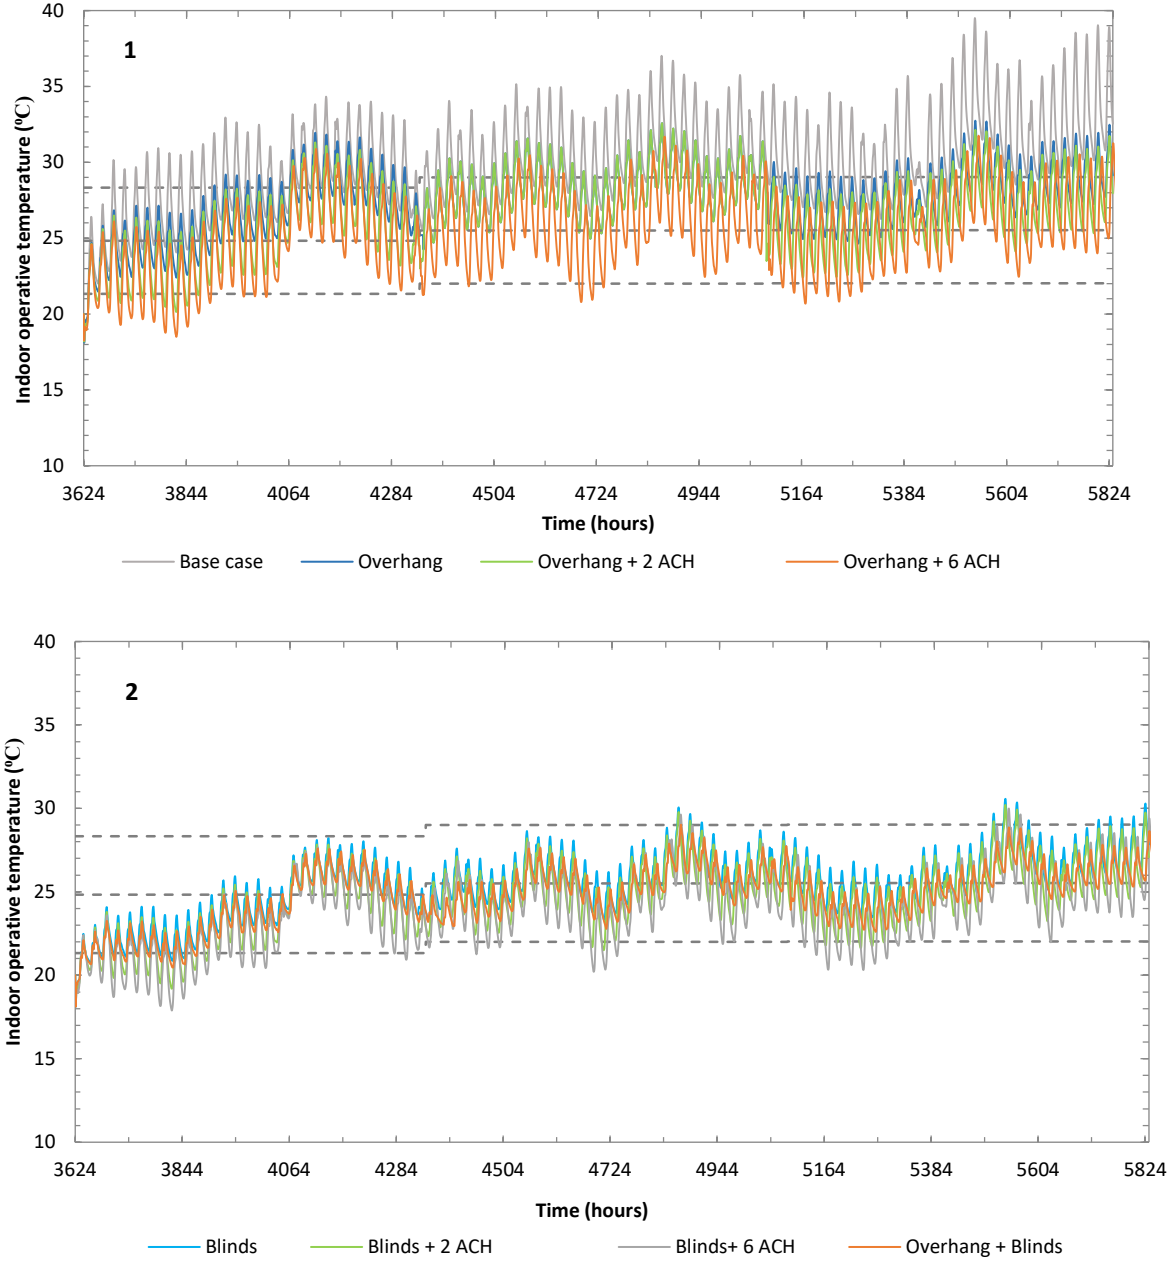 40
1
35
30
25
20
15
10
Indoor operative temperature (ºC)
3624 3844 4064 4284 4504 4724 4944 5164 5384 5604 5824
Time (hours)
Base case Overhang Overhang + 2 ACH Overhang + 6 ACH
40
2
35
30
25
20
15
10
Indoor operative temperature (ºC)
3624 3844 4064 4284 4504 4724 4944 5164 5384 5604 5824
Time (hours)
Blinds Blinds + 2 ACH Blinds+ 6 ACH Overhang + Blinds